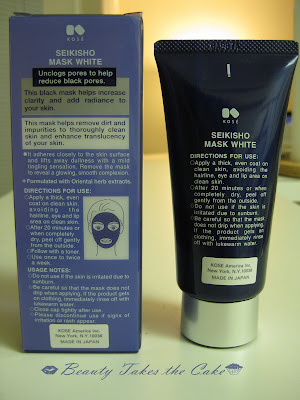 KOSÉ
SEIKISHO
MASK WHITE
Unclogs pores to help
reduce black pores.
This black mask helps increase
clarity and add radiance to
your skin.
This mask helps remove dirt and
impurities to thoroughly clean
skin and enhance translucency
of your skin.
It adheres closely to the skin surface
and lifts away dullness with a mild
tingling sensation. Remove the mask
to reveal a glowing, smooth complexion.
Formulated with Oriental herb extracts.
DIRECTIONS FOR USE:
Apply a thick, even
coat on clean skin,
avoiding the
hairline, eye and lip
area on clean skin.
After 20 minutes or
when completely
dry, peel off gently
from the outside.
Follow with a toner.
Use once to twice
a week.
USAGE NOTES:
Do not use if the skin is irritated due to
sunburn.
Be careful so that the mask does not
drip when applying. If the product gets
on clothing, immediately rinse off with
lukewarm water.
Close cap tightly after use.
Please discontinue use if signs of
irritation or rash appear.
KOSÉ America Inc.
New York, N.Y. 10036
MADE IN JAPAN
KOSÉ
SEIKISHO
MASK WHITE
DIRECTIONS FOR USE:
Apply a thick, even coat on
clean skin, avoiding the
hairline, eye and lip area on
clean skin.
After 20 minutes or when
completely dry, peel off
gently from the outside.
Do not use if the skin is
irritated due to sunburn.
Be careful so that the mask does
not drip when applying. If
the product gets on
clothing, immediately rinse off
with lukewarm water.
KOSÉ America Inc.
New York, N.Y. 10036
MADE IN JAPAN
Beauty Takes the Cake